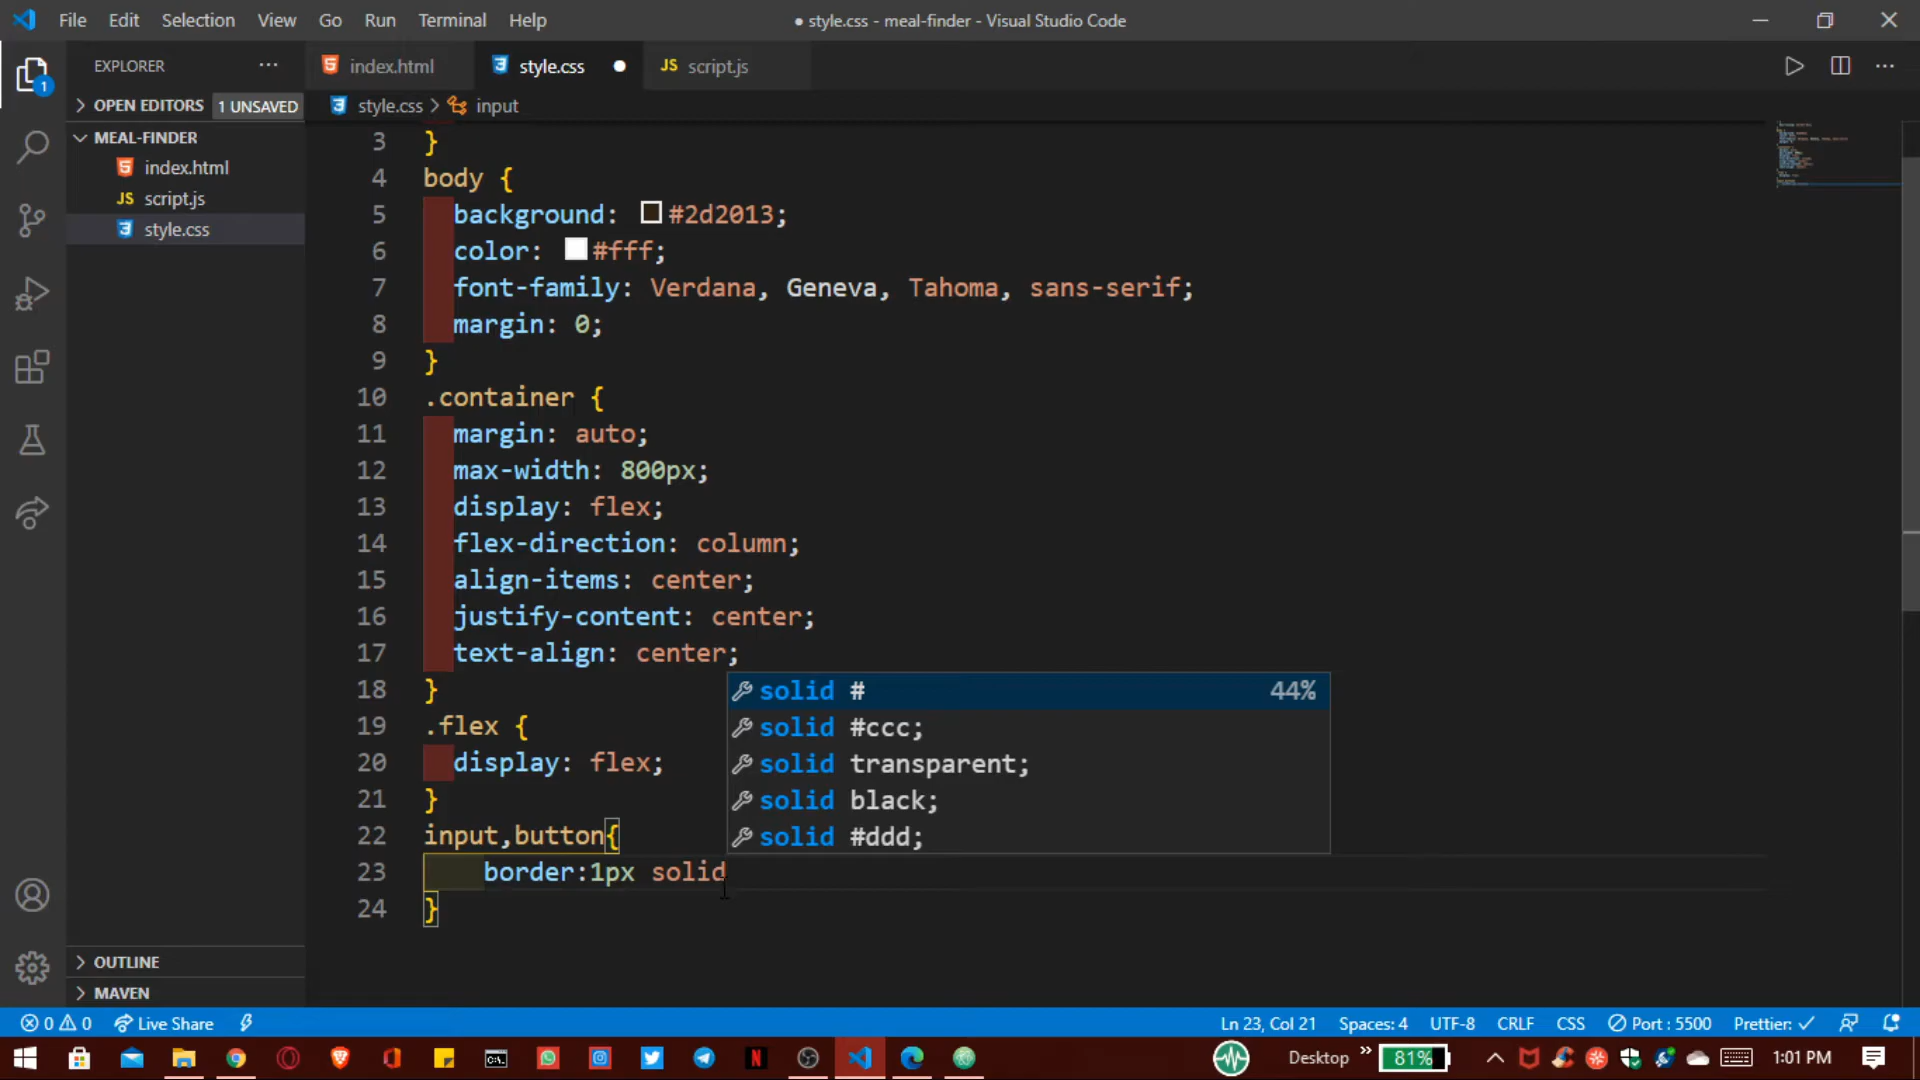 File Edit Selection View Go Run Terminal Help
● style.css - meal-finder - Visual Studio Code
EXPLORER
index.html
style.css
JS script.js
OPEN EDITORS 1 UNSAVED
style.css > input
MEAL-FINDER
index.html
JS script.js
style.css
3 }
4 body {
5 background: #2d2013;
6 color: #fff;
7 font-family: Verdana, Geneva, Tahoma, sans-serif;
8 margin: 0;
9 }
10 .container {
11 margin: auto;
12 max-width: 800px;
13 display: flex;
14 flex-direction: column;
15 align-items: center;
16 justify-content: center;
17 text-align: center;
18 }
19 .flex {
20 display: flex;
21 }
22 input,button{
23 border:1px solid
24 }
solid # 44%
solid #ccc;
solid transparent;
solid black;
solid #ddd;
OUTLINE
MAVEN
1
0 0 Live Share
Ln 23, Col 21 Spaces: 4 UTF-8 CRLF CSS Port : 5500 Prettier: ✓
Desktop » 81% 1:01 PM